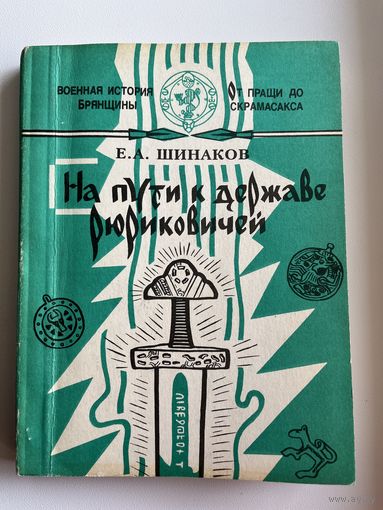 ВОЕННАЯ ИСТОРИЯ
БРЯНЩИНЫ
ОТ ПРАЩИ ДО
СКРАМАСАКСА
Е.А. ШИНАКОВ
На пути к державе
рюриковичей